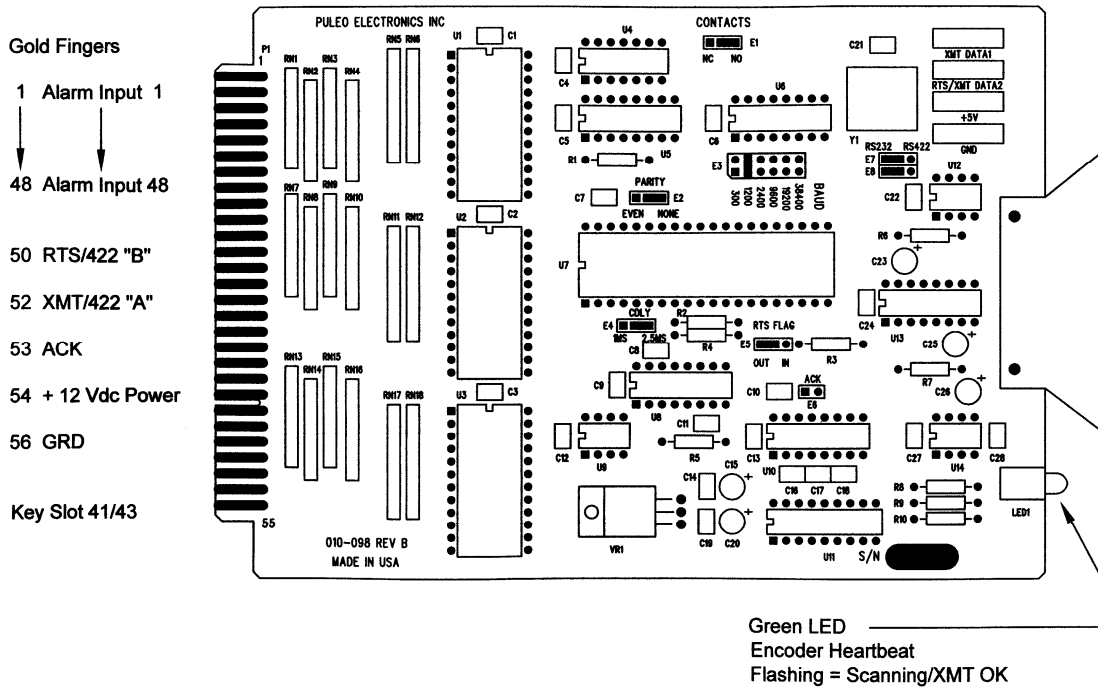 Gold Fingers
1 Alarm Input 1
48 Alarm Input 48
50 RTS/422 "B"
52 XMT/422 "A"
53 ACK
54 + 12 Vdc Power
56 GRD
Key Slot 41/43
PULEO ELECTRONICS INC
P1
1
55
RN1
RN2
RN3
RN4
RN5
RN6
RN7
RN8
RN9
RN10
RN11
RN12
RN13
RN14
RN15
RN16
RN17
RN18
010-098 REV B
MADE IN USA
U1
C1
U2
C2
U3
C3
U4
C4
C5
U5
R1
CONTACTS
E1
NC NO
U6
C6
C21
Y1
XMT DATA1
RTS/XMT DATA2
+5V
GND
RS232 RS422
E7
E8
U12
C22
E3
300
1200
2400
9600
19200
38400
BAUD
PARITY
C7
E2
EVEN NONE
U7
R6
C23
+
CDLY
E4
1MS 2.5MS
R2
R4
RTS FLAG
E5
OUT IN
R3
C24
U13
C25
+
C8
C9
U8
C10
ACK
E6
R7
C26
+
C11
C12
U9
R5
C13
U10
C16
C17
C18
C27
U14
C28
VR1
C14
C15
+
C19
C20
+
U11
R8
R9
R10
LED1
S/N
Green LED
Encoder Heartbeat
Flashing = Scanning/XMT OK